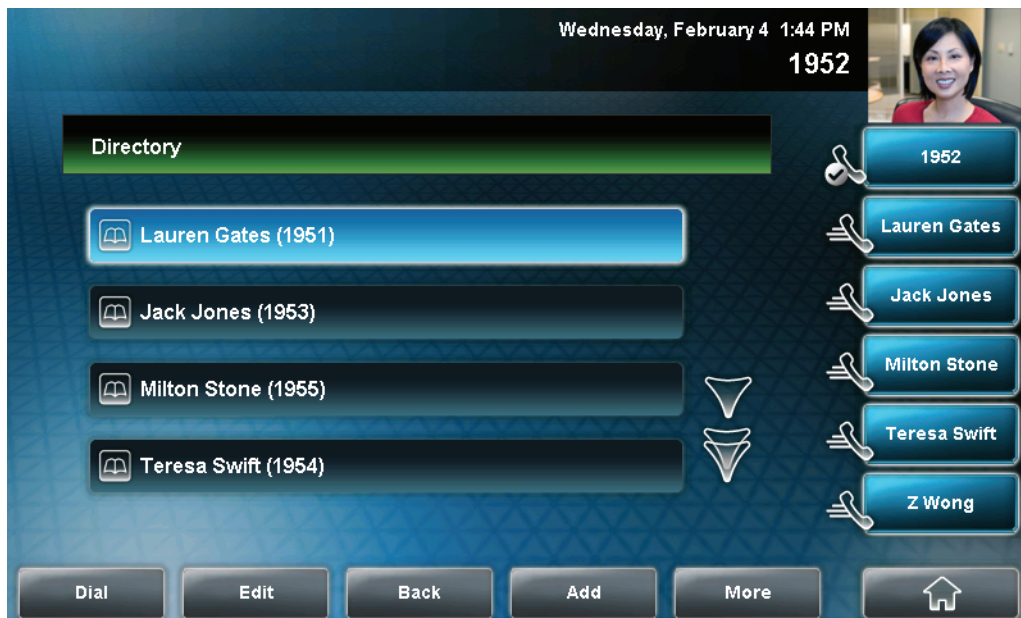 Wednesday, February 4 1:44 PM
1952
Directory
Lauren Gates (1951)
Jack Jones (1953)
Milton Stone (1955)
Teresa Swift (1954)
1952
Lauren Gates
Jack Jones
Milton Stone
Teresa Swift
Z Wong
Dial Edit Back Add More